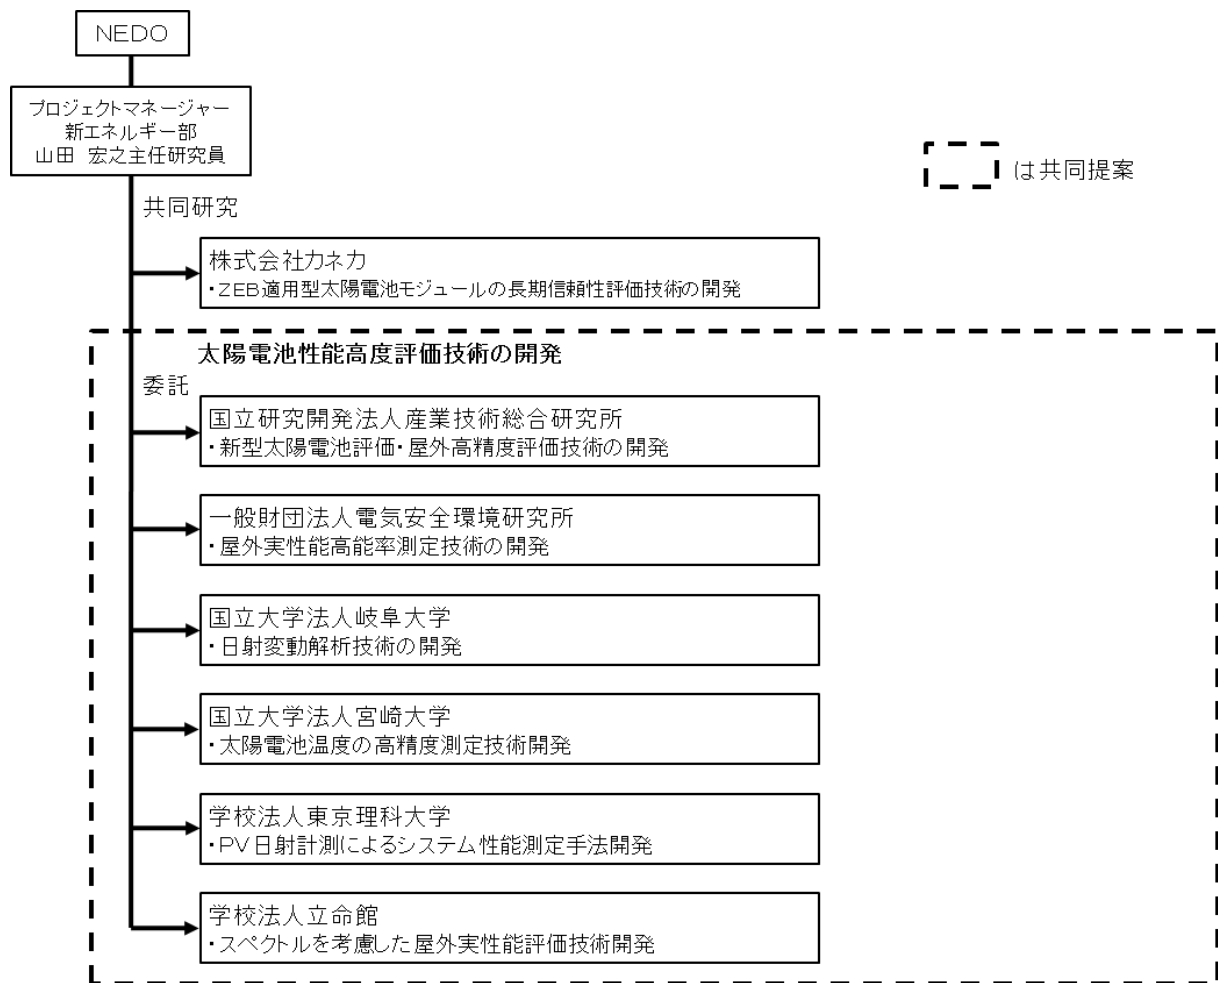 NEDO
プロジェクトマネージャー
新エネルギー部
山田 宏之主任研究員
は共同提案
共同研究
株式会社カネカ
・ZEB適用型太陽電池モジュールの長期信頼性評価技術の開発
太陽電池性能高度評価技術の開発
委託
国立研究開発法人産業技術総合研究所
・新型太陽電池評価・屋外高精度評価技術の開発
一般財団法人電気安全環境研究所
・屋外実性能高能率測定技術の開発
国立大学法人岐阜大学
・日射変動解析技術の開発
国立大学法人宮崎大学
・太陽電池温度の高精度測定技術開発
学校法人東京理科大学
・PV日射計測によるシステム性能測定手法開発
学校法人立命館
・スペクトルを考慮した屋外実性能評価技術開発